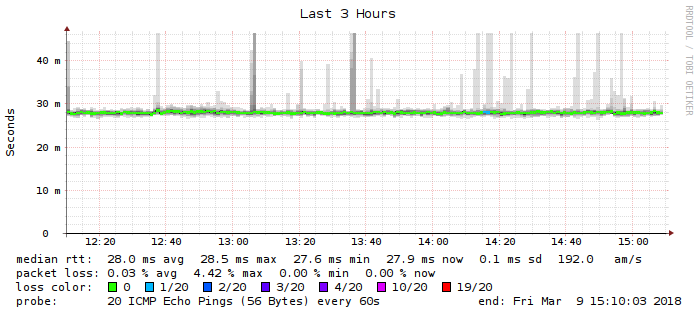 Last 3 Hours
RRDTOOL / TOBI OETIKER
Seconds
40 m
30 m
20 m
10 m
0
12:20 12:40 13:00 13:20 13:40 14:00 14:20 14:40 15:00
median rtt: 28.0 ms avg 28.5 ms max 27.6 ms min 27.9 ms now 0.1 ms sd 192.0 am/s
packet loss: 0.03 % avg 4.42 % max 0.00 % min 0.00 % now
loss color: 0 1/20 2/20 3/20 4/20 10/20 19/20
probe: 20 ICMP Echo Pings (56 Bytes) every 60s end: Fri Mar 9 15:10:03 2018